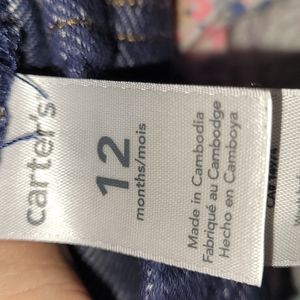 carter's
12
months/mois
Made in Cambodia
Fabriqué au Cambodge
Hecho en Camboya